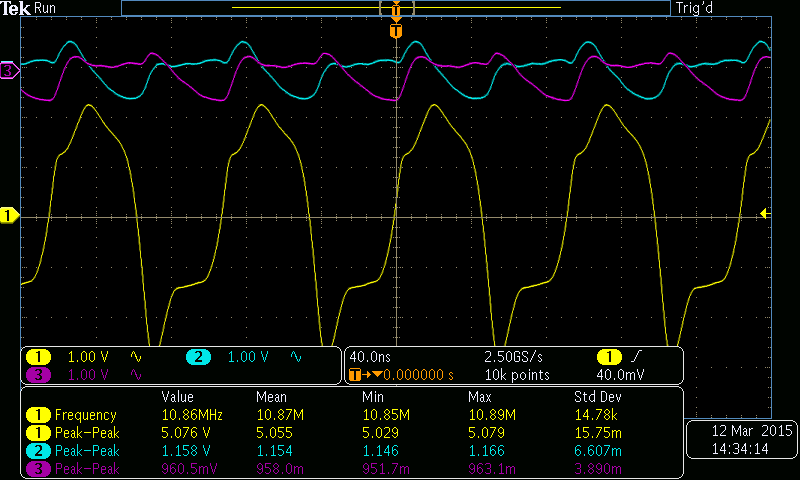 Tek Run Trig'd
T
T
3
1
1 1.00 V 2 1.00 V
3 1.00 V
40.0ns 2.50GS/s 1
T 0.000000 s 10k points 40.0mV
Value Mean Min Max Std Dev
1 Frequency 10.86MHz 10.87M 10.85M 10.89M 14.78k
1 Peak-Peak 5.076 V 5.055 5.029 5.079 15.75m
2 Peak-Peak 1.158 V 1.154 1.146 1.166 6.607m
3 Peak-Peak 960.5mV 958.0m 951.7m 963.1m 3.890m
12 Mar 2015
14:34:14